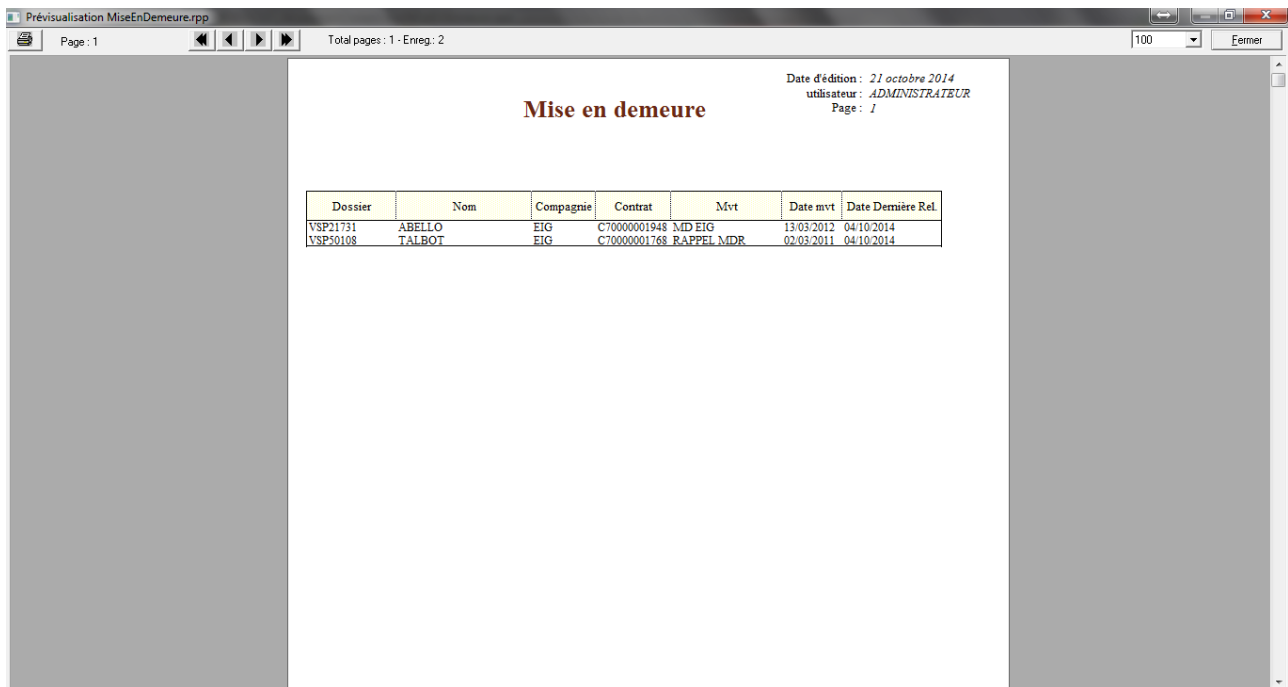 Prévisualisation MiseEnDemeure.rpp
Page : 1 Total pages : 1 - Enreg.: 2 100 Fermer
Date d'édition : 21 octobre 2014
utilisateur : ADMINISTRATEUR
Page : 1
Mise en demeure
Dossier Nom Compagnie Contrat Mvt Date mvt Date Dernière Rel.
VSP21731 ABELLO EIG C70000001948 MD EIG 13/03/2012 04/10/2014
VSP50108 TALBOT EIG C70000001768 RAPPEL MDR 02/03/2011 04/10/2014